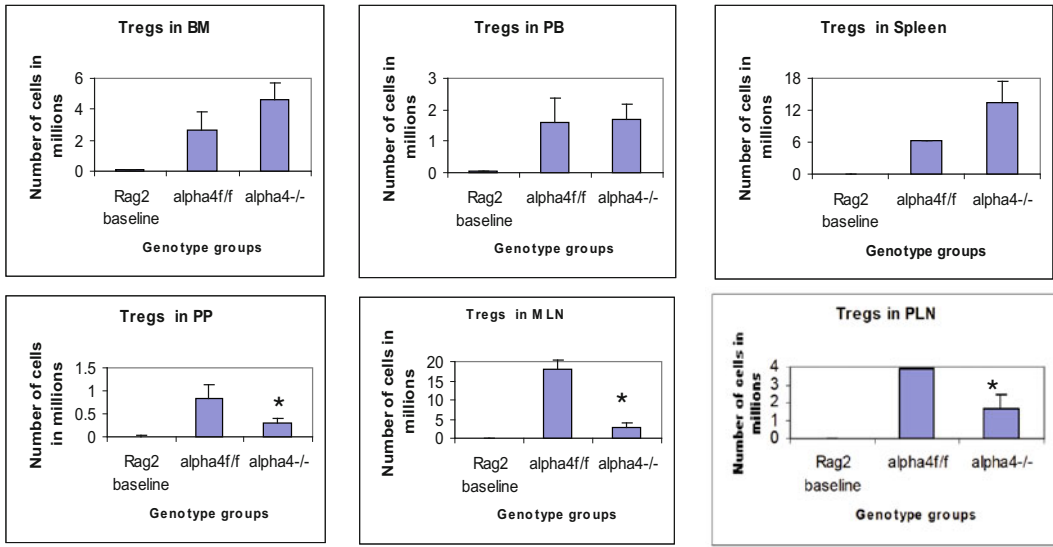 Tregs in BM
Number of cells in
millions
6
4
2
0
Rag2
baseline
alpha4f/f
alpha4-/-
Genotype groups
Tregs in PB
Number of cells in
millions
3
2
1
0
Rag2
baseline
alpha4f/f
alpha4-/-
Genotype groups
Tregs in Spleen
Number of cells in
millions
18
12
6
0
Rag2
baseline
alpha4f/f
alpha4-/-
Genotype groups
Tregs in PP
Number of cells
in millions
1.5
1
0.5
0
*
Rag2
baseline
alpha4f/f
alpha4-/-
Genotype groups
Tregs in MLN
Number of cells in
millions
20
15
10
5
0
*
Rag2
baseline
alpha4f/f
alpha4-/-
Genotype groups
Tregs in PLN
Number of cells in
millions
4
3
2
1
0
*
Rag2
baseline
alpha4f/f
alpha4-/-
Genotype groups